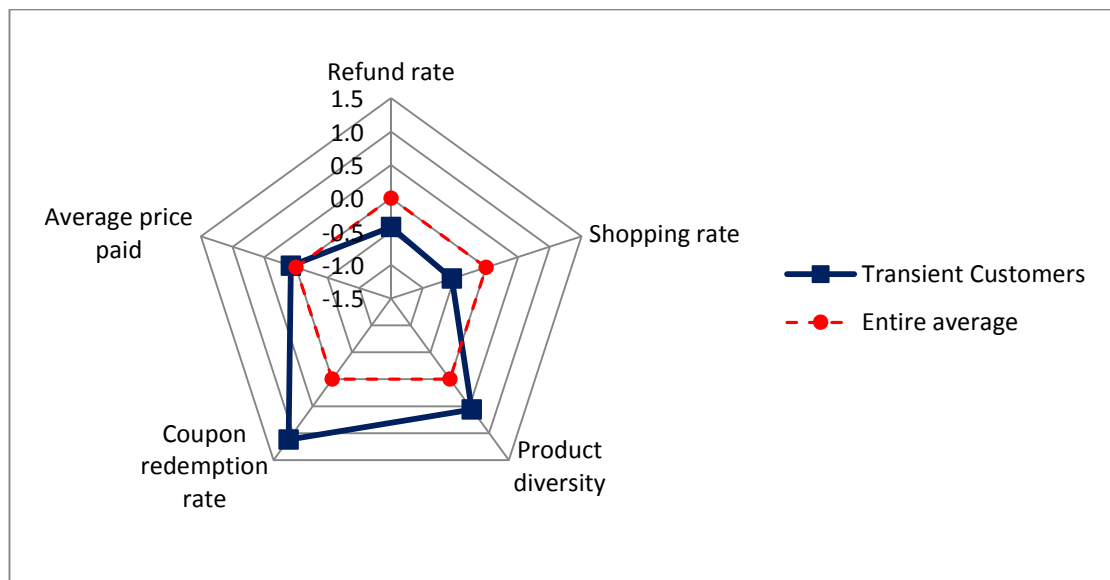 Refund rate
1.5
1.0
0.5
0.0
-0.5
-1.0
-1.5
Shopping rate
Product
diversity
Coupon
redemption
rate
Average price
paid
Transient Customers
Entire average